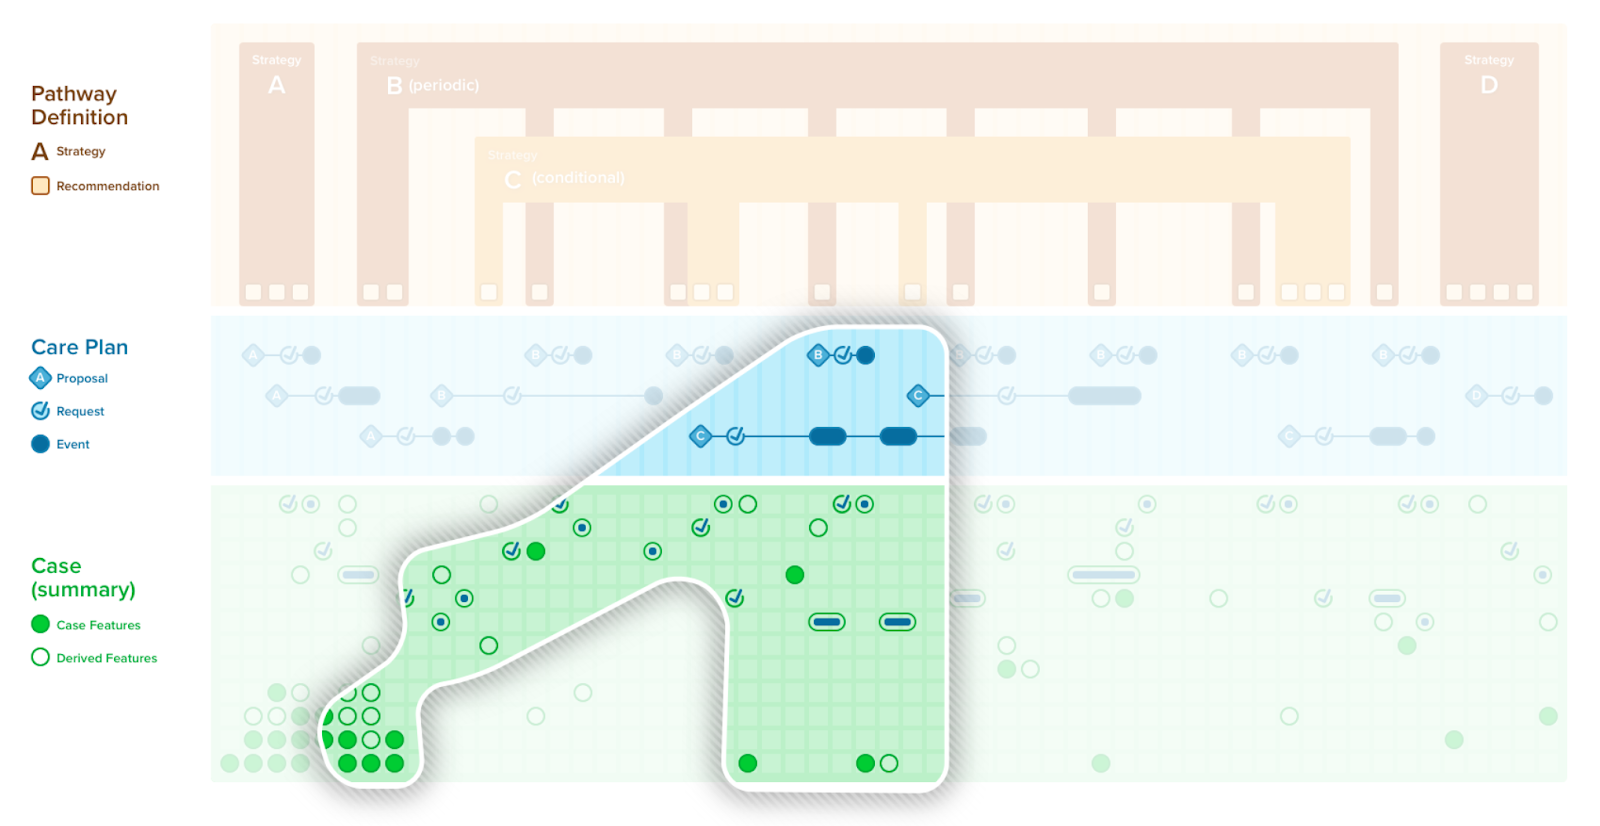 Pathway
Definition
A Strategy
Recommendation
Strategy
A
Strategy
B (periodic)
Strategy
C (conditional)
Strategy
D
Care Plan
A Proposal
Request
Event
A B B B B B B B
A B C D
A C C
Case
(summary)
Case Features
Derived Features